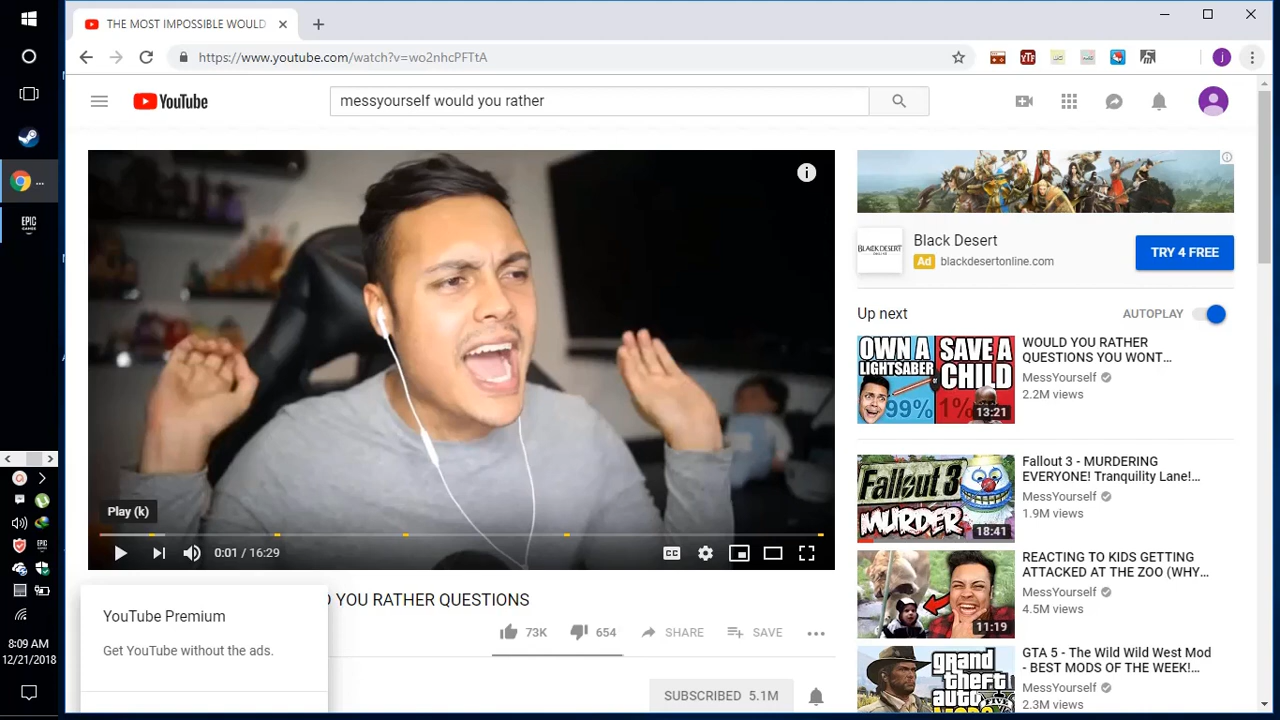 THE MOST IMPOSSIBLE WOULD
https://www.youtube.com/watch?v=wo2nhcPFTtA
j
YouTube
messyourself would you rather
Play (k)
0:01 / 16:29
CC
YouTube Premium
Get YouTube without the ads.
YOU RATHER QUESTIONS
73K
654
SHARE
SAVE
SUBSCRIBED 5.1M
BLACK DESERT
Black Desert
Ad blackdesertonline.com
TRY 4 FREE
Up next
AUTOPLAY
OWN A LIGHTSABER
or
SAVE A CHILD
99%
1%
13:21
WOULD YOU RATHER
QUESTIONS YOU WONT...
MessYourself
2.2M views
Fallout 3
MURDER
18:41
Fallout 3 - MURDERING
EVERYONE! Tranquility Lane!...
MessYourself
1.9M views
11:19
REACTING TO KIDS GETTING
ATTACKED AT THE ZOO (WHY...
MessYourself
4.5M views
grand
theft
auto
GTA 5 - The Wild Wild West Mod
- BEST MODS OF THE WEEK!...
MessYourself
2.3M views
EPIC
GAMES
8:09 AM
12/21/2018